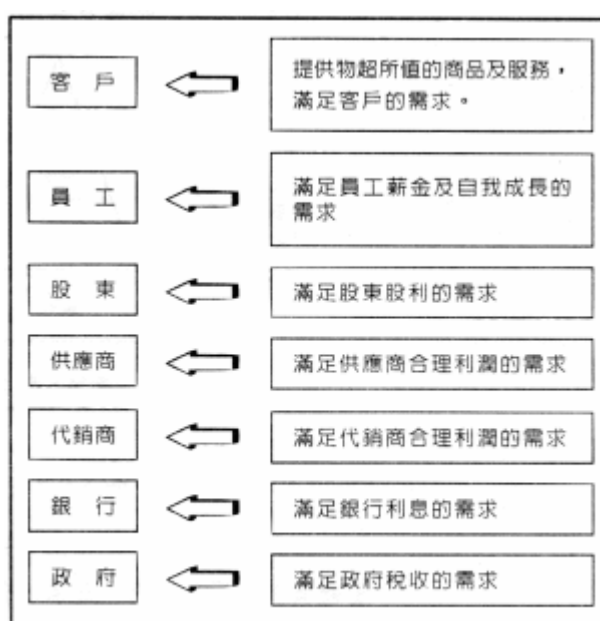 客戶
提供物超所值的商品及服務，
滿足客戶的需求。
員工
滿足員工薪金及自我成長的
需求
股東
滿足股東股利的需求
供應商
滿足供應商合理利潤的需求
代銷商
滿足代銷商合理利潤的需求
銀行
滿足銀行利息的需求
政府
滿足政府稅收的需求